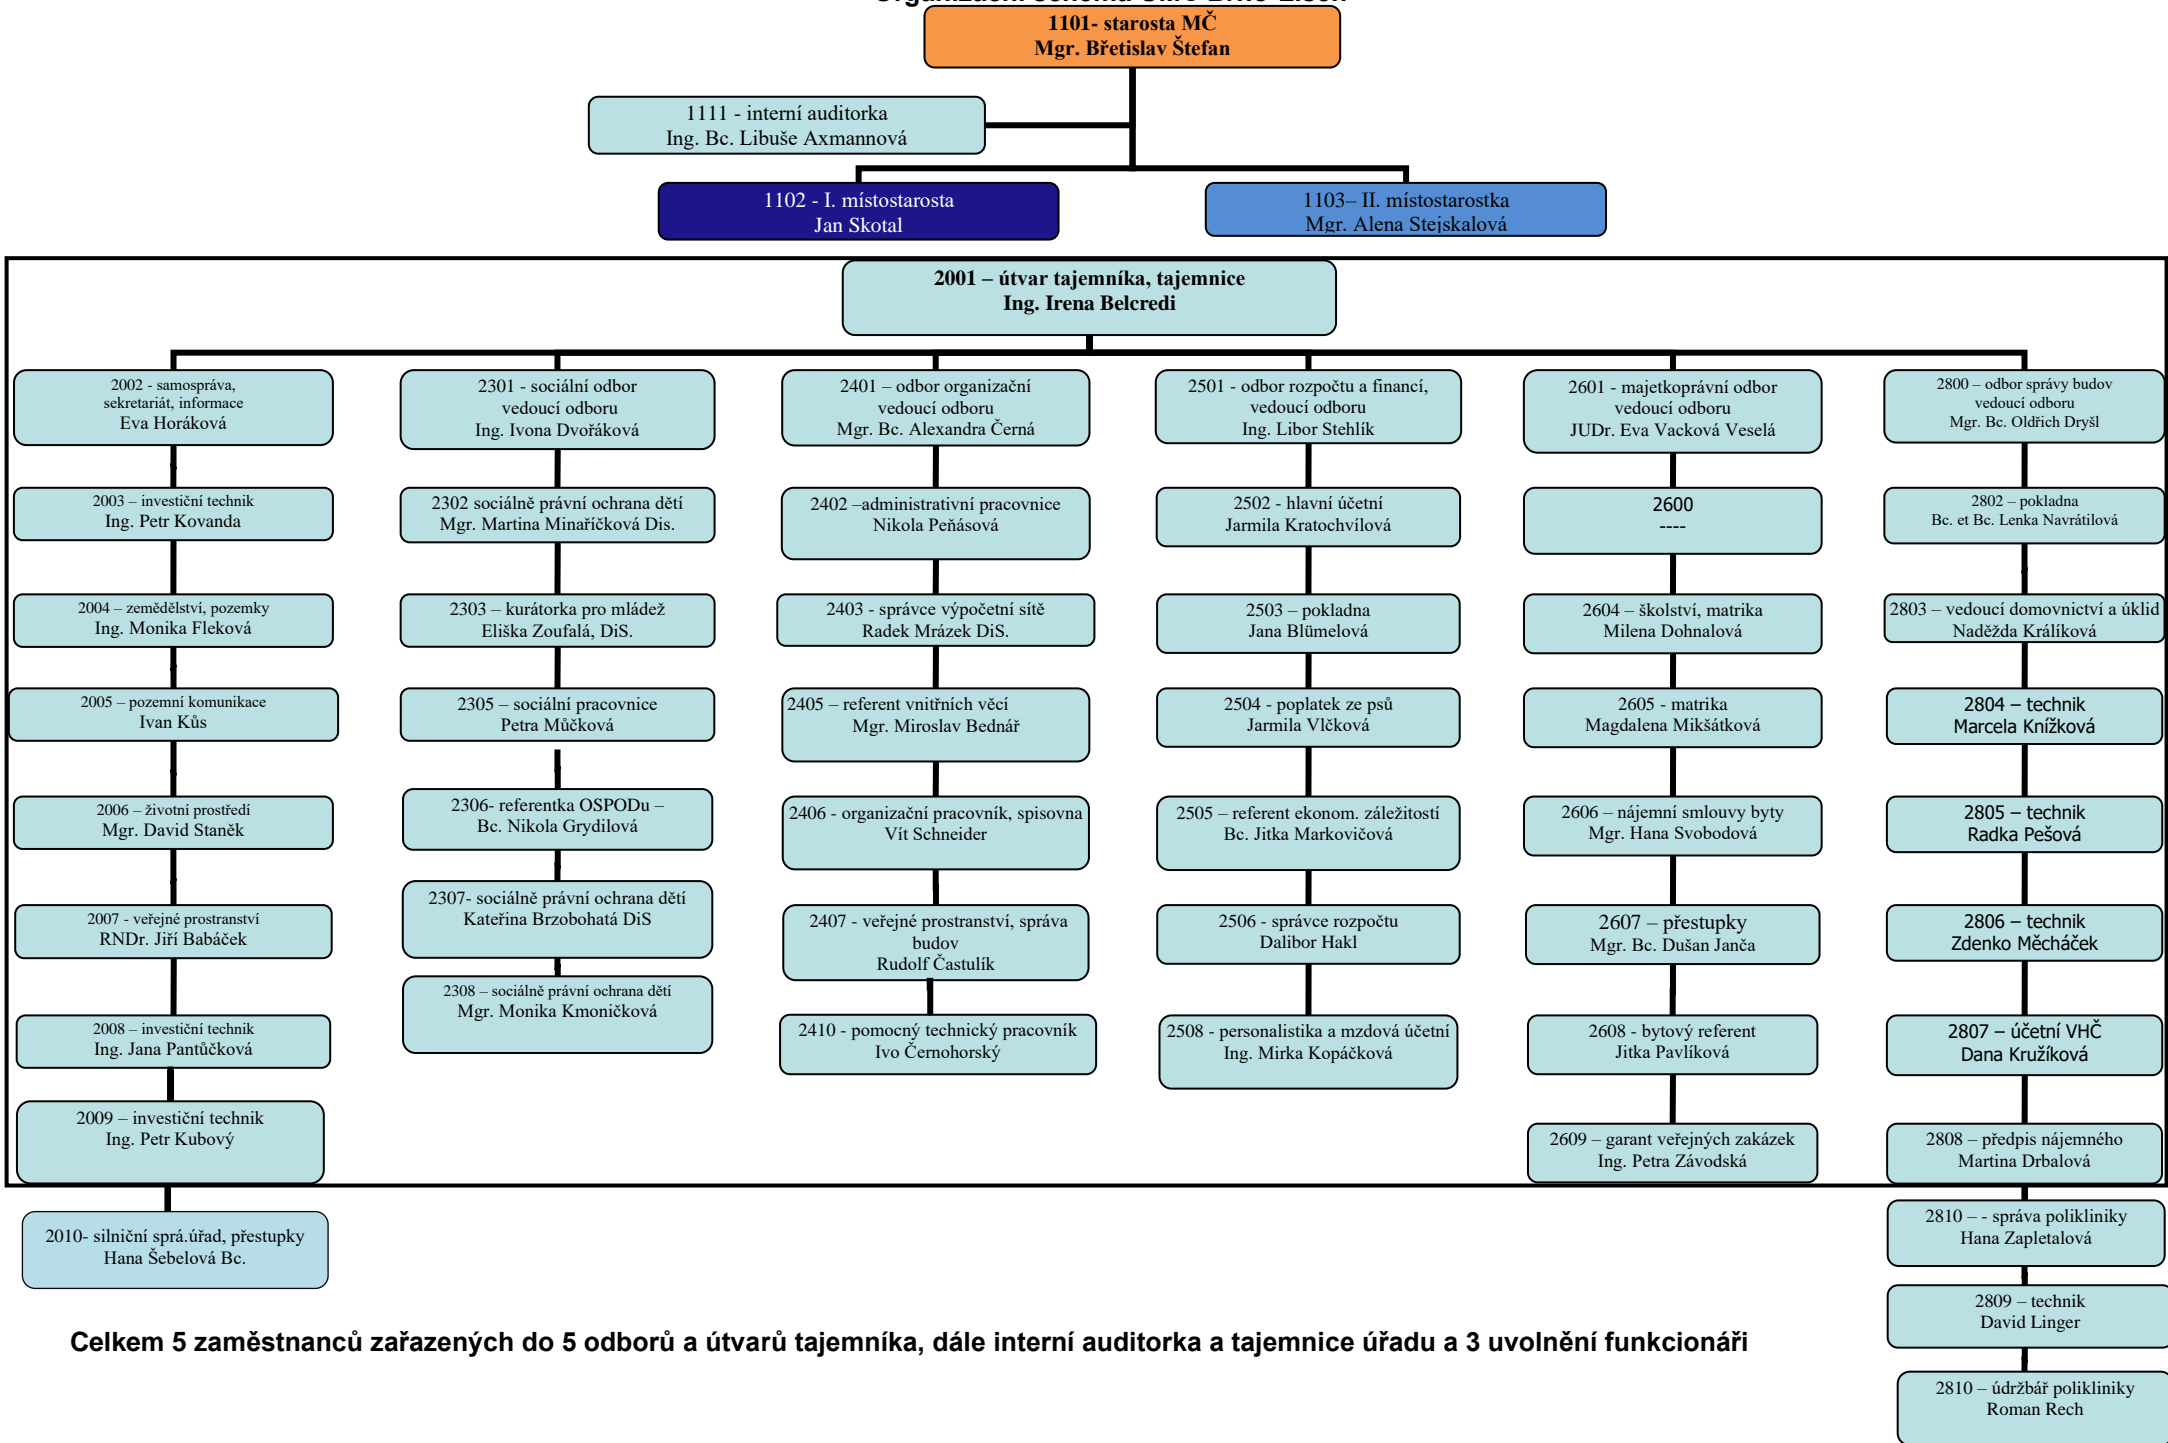 Organizační schéma ÚMČ Brno-Líšeň
1101- starosta MČ
Mgr. Břetislav Štefan
1111 - interní auditorka
Ing. Bc. Libuše Axmannová
1102 - I. místostarosta
Jan Skotal
1103– II. místostarostka
Mgr. Alena Stejskalová
2001 – útvar tajemníka, tajemnice
Ing. Irena Belcredi
2002 - samospráva,
sekretariát, informace
Eva Horáková
2003 – investiční technik
Ing. Petr Kovanda
2004 – zemědělství, pozemky
Ing. Monika Fleková
2005 – pozemní komunikace
Ivan Kůs
2006 – životní prostředí
Mgr. David Staněk
2007 - veřejné prostranství
RNDr. Jiří Babáček
2008 – investiční technik
Ing. Jana Pantůčková
2009 – investiční technik
Ing. Petr Kubový
2010- silniční sprá.úřad, přestupky
Hana Šebelová Bc.
2301 - sociální odbor
vedoucí odboru
Ing. Ivona Dvořáková
2302 sociálně právní ochrana dětí
Mgr. Martina Minaříčková Dis.
2303 – kurátorka pro mládež
Eliška Zoufalá, DiS.
2305 – sociální pracovnice
Petra Můčková
2306- referentka OSPODu –
Bc. Nikola Grydilová
2307- sociálně právní ochrana dětí
Kateřina Brzobohatá DiS
2308 – sociálně právní ochrana dětí
Mgr. Monika Kmoničková
2401 – odbor organizační
vedoucí odboru
Mgr. Bc. Alexandra Černá
2402 –administrativní pracovnice
Nikola Peňásová
2403 - správce výpočetní sítě
Radek Mrázek DiS.
2405 – referent vnitřních věcí
Mgr. Miroslav Bednář
2406 - organizační pracovník, spisovna
Vít Schneider
2407 - veřejné prostranství, správa
budov
Rudolf Častulík
2410 - pomocný technický pracovník
Ivo Černohorský
2501 - odbor rozpočtu a financí,
vedoucí odboru
Ing. Libor Stehlík
2502 - hlavní účetní
Jarmila Kratochvílová
2503 – pokladna
Jana Blümelová
2504 - poplatek ze psů
Jarmila Vlčková
2505 – referent ekonom. záležitostí
Bc. Jitka Markovičová
2506 - správce rozpočtu
Dalibor Hakl
2508 - personalistika a mzdová účetní
Ing. Mirka Kopáčková
2601 - majetkoprávní odbor
vedoucí odboru
JUDr. Eva Vacková Veselá
2600
----
2604 – školství, matrika
Milena Dohnalová
2605 - matrika
Magdalena Mikšátková
2606 – nájemní smlouvy byty
Mgr. Hana Svobodová
2607 – přestupky
Mgr. Bc. Dušan Janča
2608 - bytový referent
Jitka Pavlíková
2609 – garant veřejných zakázek
Ing. Petra Závodská
2800 – odbor správy budov
vedoucí odboru
Mgr. Bc. Oldřich Dryšl
2802 – pokladna
Bc. et Bc. Lenka Navrátilová
2803 – vedoucí domovnictví a úklid
Naděžda Králíková
2804 – technik
Marcela Knížková
2805 – technik
Radka Pešová
2806 – technik
Zdenko Měcháček
2807 – účetní VHČ
Dana Kružíková
2808 – předpis nájemného
Martina Drbalová
2810 – - správa polikliniky
Hana Zapletalová
2809 – technik
David Linger
2810 – údržbář polikliniky
Roman Rech
Celkem 5 zaměstnanců zařazených do 5 odborů a útvarů tajemníka, dále interní auditorka a tajemnice úřadu a 3 uvolnění funkcionáři